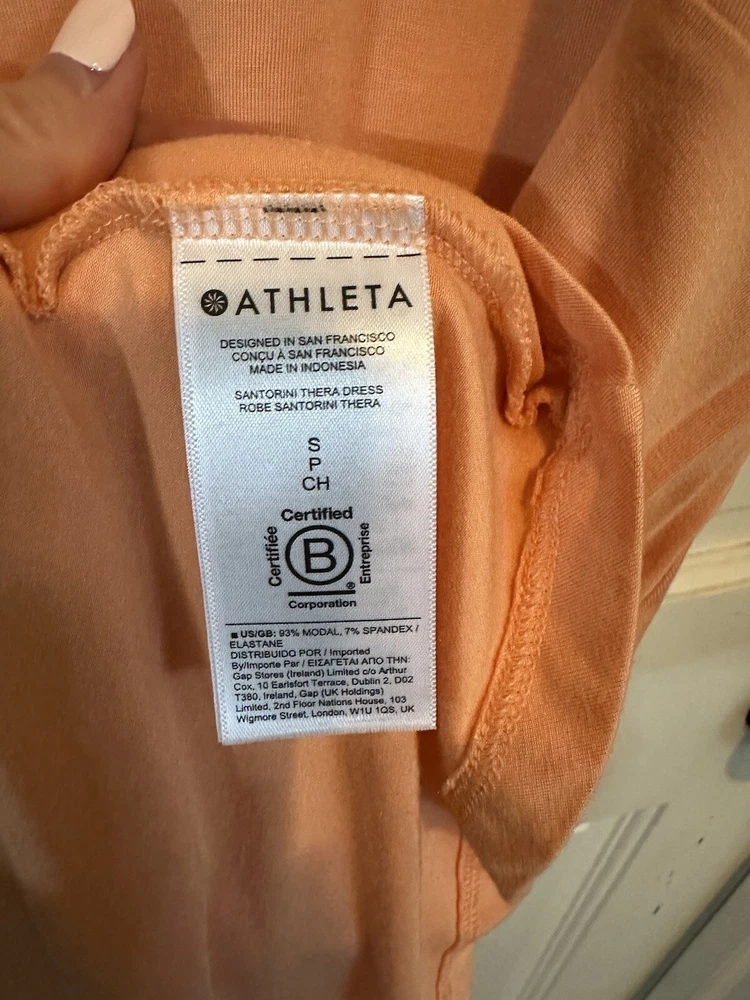 ATHLETA
DESIGNED IN SAN FRANCISCO
CONÇU À SAN FRANCISCO
MADE IN INDONESIA
SANTORINI THERA DRESS
ROBE SANTORINI THERA
S
P
CH
Certified
Certifiée
B
Entreprise
®
Corporation
■ US/GB: 93% MODAL, 7% SPANDEX /
ELASTANE
DISTRIBUIDO POR / Imported
By/Importe Par / ΕΙΣΑΓΕΤΑΙ ΑΠΟ ΤΗΝ:
Gap Stores (Ireland) Limited c/o Arthur
Cox, 10 Earlsfort Terrace, Dublin 2, D02
T380, Ireland, Gap (UK Holdings)
Limited, 2nd Floor Nations House, 103
Wigmore Street, London, W1U 1QS, UK